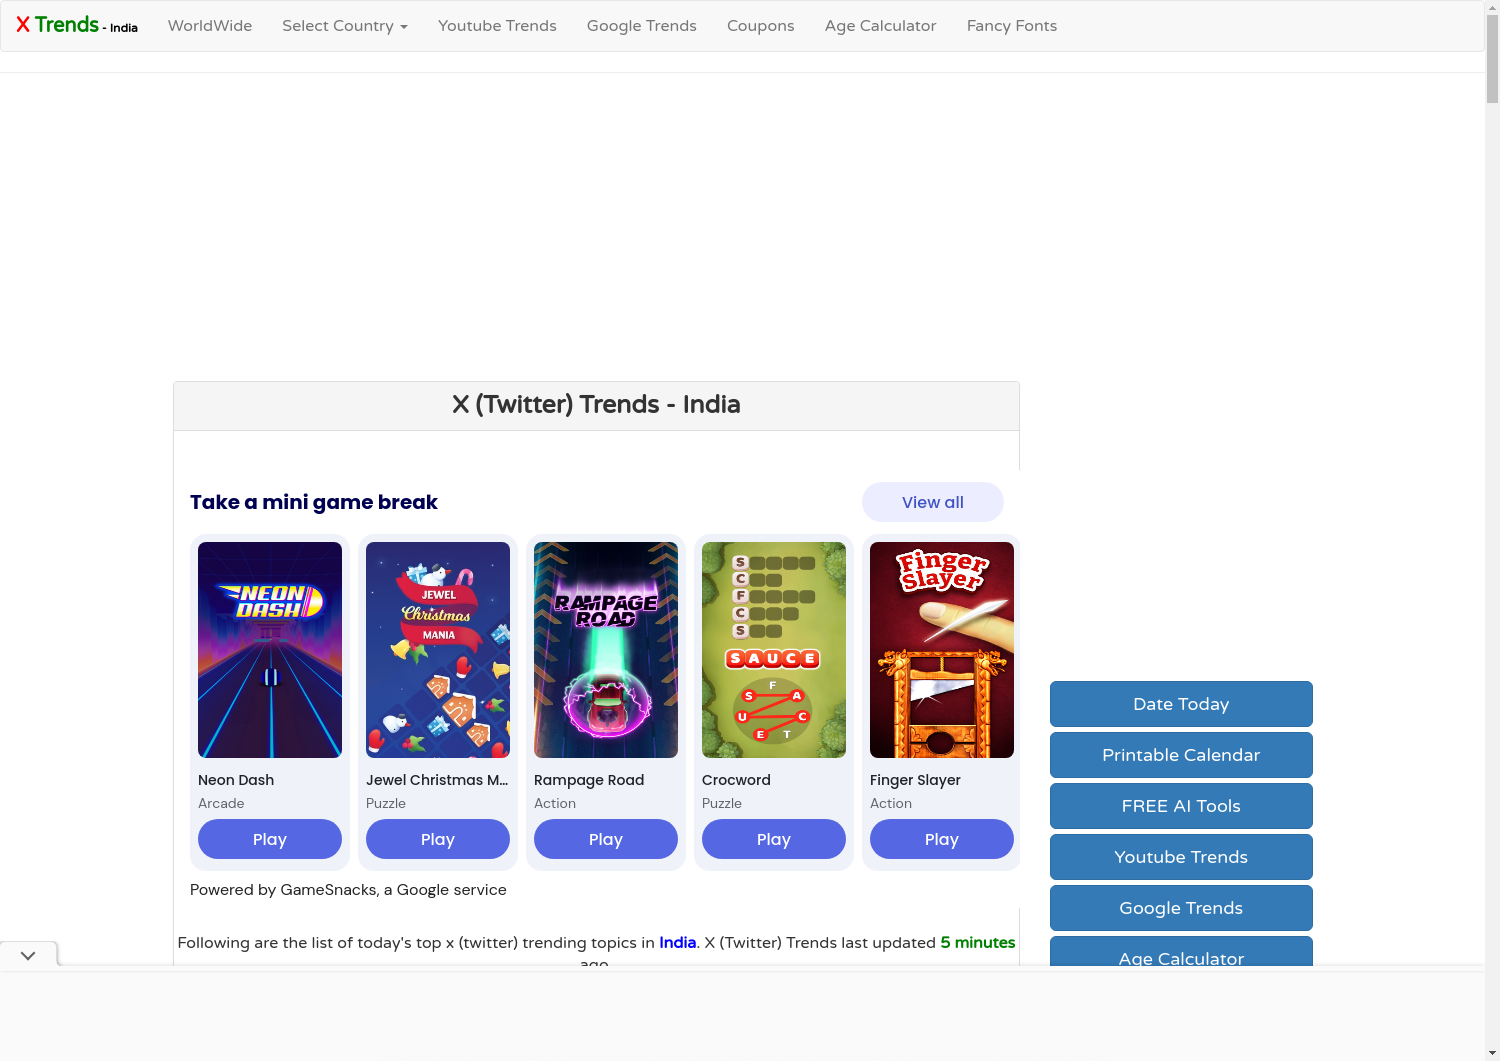 X Trends - India
WorldWide
Select Country
Youtube Trends
Google Trends
Coupons
Age Calculator
Fancy Fonts
X (Twitter) Trends - India
Take a mini game break
View all
NEON
DASH
JEWEL
Christmas
MANIA
RAMPAGE
ROAD
S
C
F
C
S
SAUCE
F
S A
U C
E T
Finger
Slayer
Neon Dash
Arcade
Play
Jewel Christmas M...
Puzzle
Play
Rampage Road
Action
Play
Crocword
Puzzle
Play
Finger Slayer
Action
Play
Powered by GameSnacks, a Google service
Following are the list of today's top x (twitter) trending topics in India. X (Twitter) Trends last updated 5 minutes
ago
Date Today
Printable Calendar
FREE AI Tools
Youtube Trends
Google Trends
Age Calculator